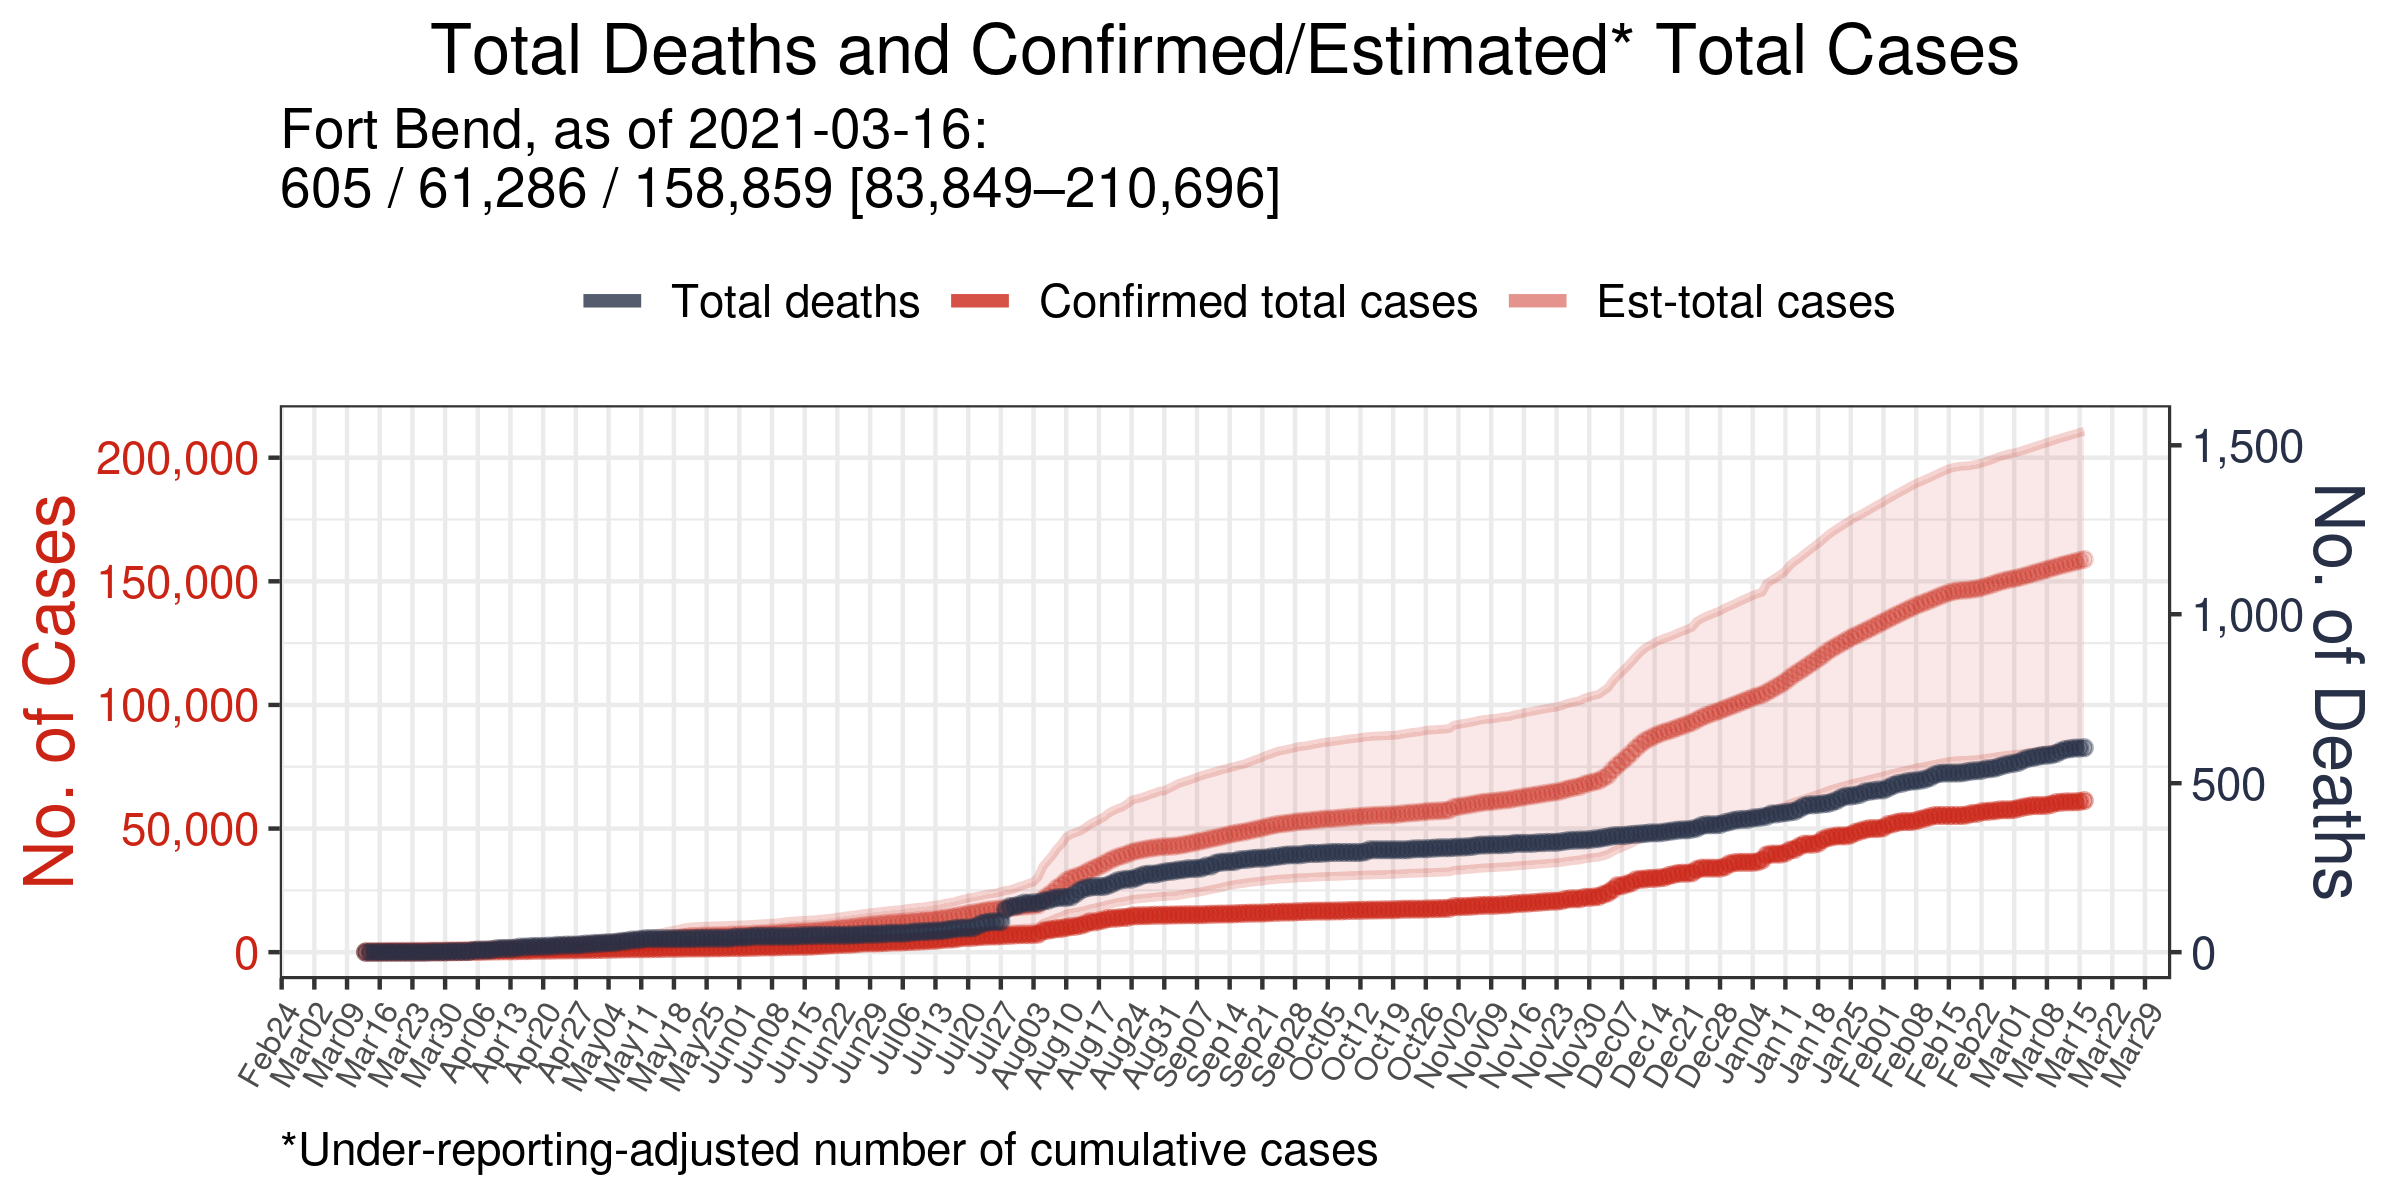 Total Deaths and Confirmed/Estimated* Total Cases
Fort Bend, as of 2021-03-16:
605 / 61,286 / 158,859 [83,849–210,696]
Total deaths
Confirmed total cases
Est-total cases
No. of Cases
200,000
150,000
100,000
50,000
0
1,500
1,000
500
0
No. of Deaths
Feb24
Mar02
Mar09
Mar16
Mar23
Mar30
Apr06
Apr13
Apr20
Apr27
May04
May11
May18
May25
Jun01
Jun08
Jun15
Jun22
Jun29
Jul06
Jul13
Jul20
Jul27
Aug03
Aug10
Aug17
Aug24
Aug31
Sep07
Sep14
Sep21
Sep28
Oct05
Oct12
Oct19
Oct26
Nov02
Nov09
Nov16
Nov23
Nov30
Dec07
Dec14
Dec21
Dec28
Jan04
Jan11
Jan18
Jan25
Feb01
Feb08
Feb15
Feb22
Mar01
Mar08
Mar15
Mar22
Mar29
*Under-reporting-adjusted number of cumulative cases